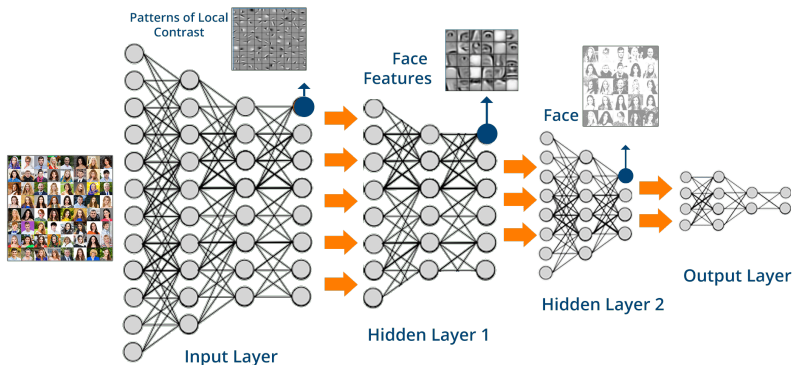 Patterns of Local
Contrast
Face
Features
Face
Input Layer
Hidden Layer 1
Hidden Layer 2
Output Layer